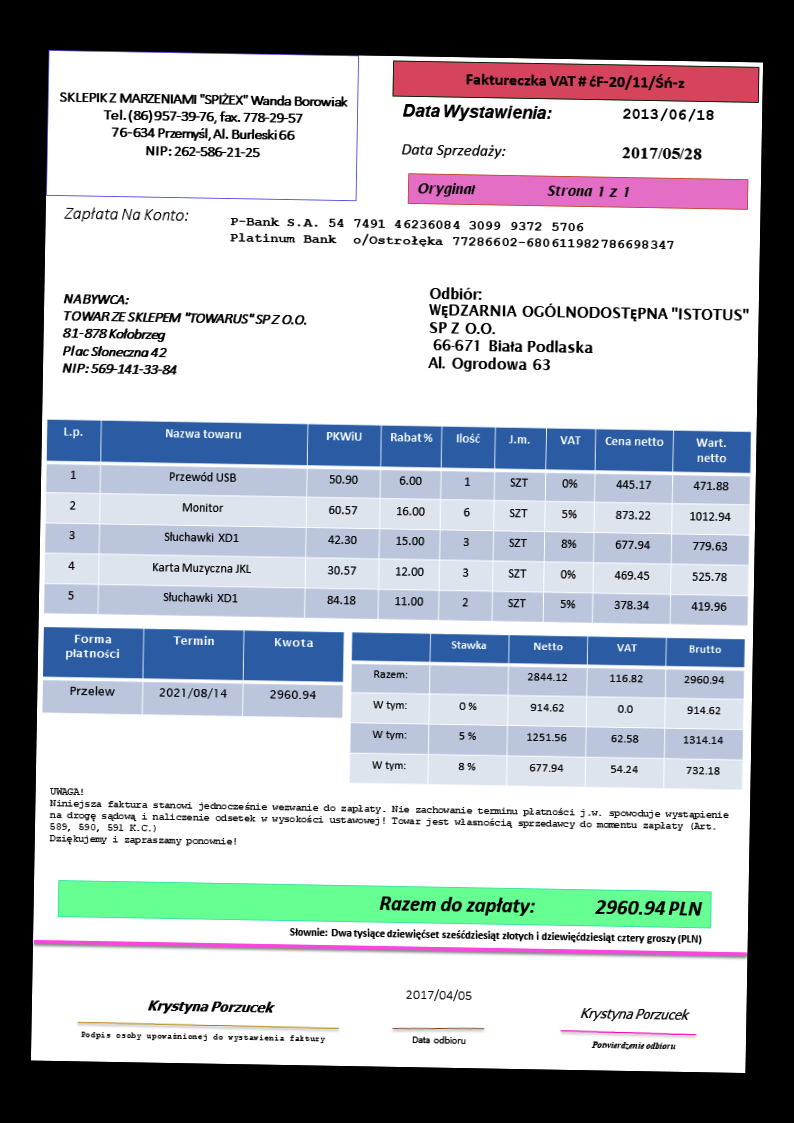 SKLEPIK Z MARZENIAMI "SPIŻEX" Wanda Borowiak
Tel. (86) 957-39-76, fax. 778-29-57
76-634 Przemyśl, Al. Burleski 66
NIP: 262-586-21-25
Faktureczka VAT # ćF-20/11/Śń-z
Data Wystawienia: 2013/06/18
Data Sprzedaży: 2017/05/28
Oryginał Strona 1 z 1
Zapłata Na Konto:
P-Bank S.A. 54 7491 46236084 3099 9372 5706
Platinum Bank o/Ostrołęka 77286602-680611982786698347
NABYWCA:
TOWAR ZE SKLEPEM "TOWARUS" SP Z O.O.
81-878 Kołobrzeg
Plac Słoneczna 42
NIP: 569-141-33-84
Odbiór:
WĘDZARNIA OGÓLNODOSTĘPNA "ISTOTUS"
SP Z O.O.
66-671 Biała Podlaska
Al. Ogrodowa 63
L.p. Nazwa towaru PKWiU Rabat % Ilość J.m. VAT Cena netto Wart. netto
1 Przewód USB 50.90 6.00 1 SZT 0% 445.17 471.88
2 Monitor 60.57 16.00 6 SZT 5% 873.22 1012.94
3 Słuchawki XD1 42.30 15.00 3 SZT 8% 677.94 779.63
4 Karta Muzyczna JKL 30.57 12.00 3 SZT 0% 469.45 525.78
5 Słuchawki XD1 84.18 11.00 2 SZT 5% 378.34 419.96
Forma płatności Termin Kwota
Przelew 2021/08/14 2960.94
Stawka Netto VAT Brutto
Razem: 2844.12 116.82 2960.94
W tym: 0 % 914.62 0.0 914.62
W tym: 5 % 1251.56 62.58 1314.14
W tym: 8 % 677.94 54.24 732.18
UWAGA!
Niniejsza faktura stanowi jednocześnie wezwanie do zapłaty. Nie zachowanie terminu płatności j.w. spowoduje wystąpienie
na drogę sądową i naliczenie odsetek w wysokości ustawowej! Towar jest własnością sprzedawcy do momentu zapłaty (Art.
589, 590, 591 K.C.)
Dziękujemy i zapraszamy ponownie!
Razem do zapłaty: 2960.94 PLN
Słownie: Dwa tysiące dziewięćset sześćdziesiąt złotych i dziewięćdziesiąt cztery groszy (PLN)
Krystyna Porzucek
Podpis osoby upoważnionej do wystawienia faktury
2017/04/05
Data odbioru
Krystyna Porzucek
Potwierdzenie odbioru